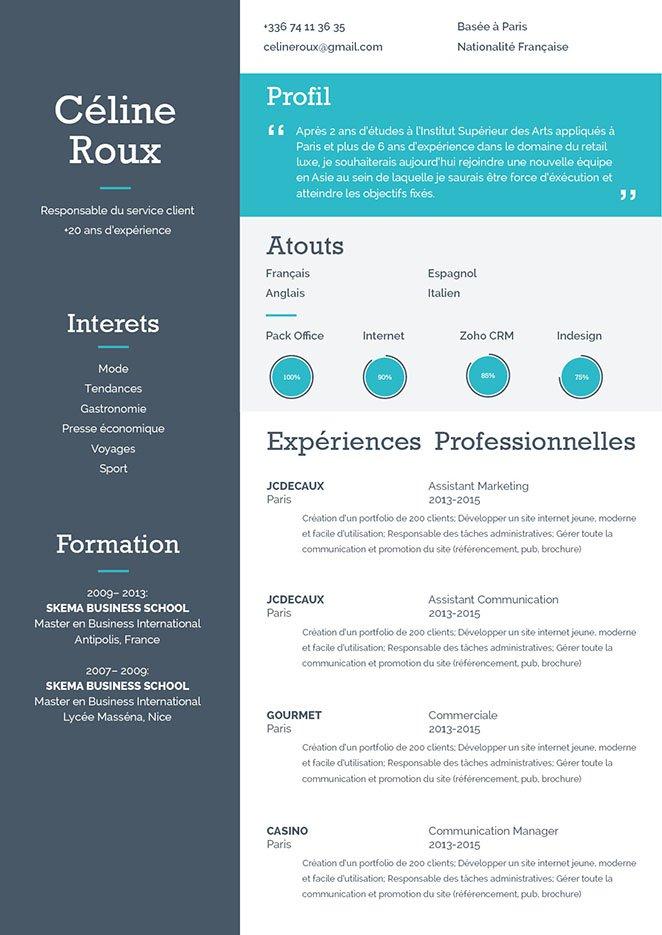 +336 74 11 36 35
celineroux@gmail.com
Basée à Paris
Nationalité Française
Céline
Roux
Responsable du service client
+20 ans d'expérience
Interets
Mode
Tendances
Gastronomie
Presse économique
Voyages
Sport
Formation
2009– 2013:
SKEMA BUSINESS SCHOOL
Master en Business International
Antipolis, France
2007– 2009:
SKEMA BUSINESS SCHOOL
Master en Business International
Lycée Masséna, Nice
Profil
“ Après 2 ans d'études à l'Institut Supérieur des Arts appliqués à
Paris et plus de 6 ans d'expérience dans le domaine du retail
luxe, je souhaiterais aujourd'hui rejoindre une nouvelle équipe
en Asie au sein de laquelle je saurais être force d'éxécution et
atteindre les objectifs fixés. ”
Atouts
Français
Anglais
Espagnol
Italien
Pack Office Internet Zoho CRM Indesign
100% 90% 85% 75%
Expériences Professionnelles
JCDECAUX Assistant Marketing
Paris 2013-2015
Création d'un portfolio de 200 clients; Développer un site internet jeune, moderne
et facile d'utilisation; Responsable des tâches administratives; Gérer toute la
communication et promotion du site (référencement, pub, brochure)
JCDECAUX Assistant Communication
Paris 2013-2015
Création d'un portfolio de 200 clients; Développer un site internet jeune, moderne
et facile d'utilisation; Responsable des tâches administratives; Gérer toute la
communication et promotion du site (référencement, pub, brochure)
GOURMET Commerciale
Paris 2013-2015
Création d'un portfolio de 200 clients; Développer un site internet jeune, moderne
et facile d'utilisation; Responsable des tâches administratives; Gérer toute la
communication et promotion du site (référencement, pub, brochure)
CASINO Communication Manager
Paris 2013-2015
Création d'un portfolio de 200 clients; Développer un site internet jeune, moderne
et facile d'utilisation; Responsable des tâches administratives; Gérer toute la
communication et promotion du site (référencement, pub, brochure)